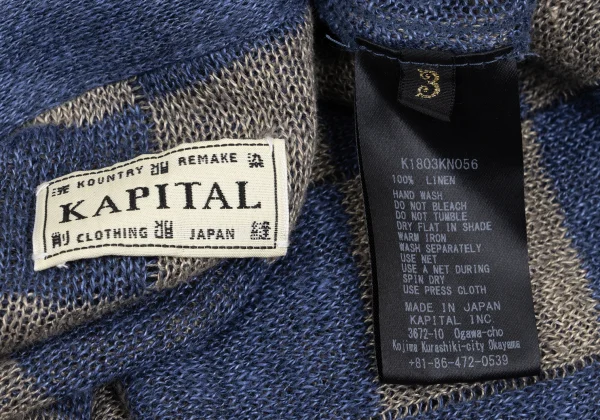 KOUNTRY REMAKE
KAPITAL
CLOTHING JAPAN
3
K1803KN056
100% LINEN
HAND WASH
DO NOT BLEACH
DO NOT TUMBLE
DRY FLAT IN SHADE
WARM IRON
WASH SEPARATELY
USE NET
USE A NET DURING
SPIN DRY
USE PRESS CLOTH
MADE IN JAPAN
KAPITAL INC.
3672-10 Ogawa-cho
Kojima Kurashiki-city Okayama
+81-86-472-0539